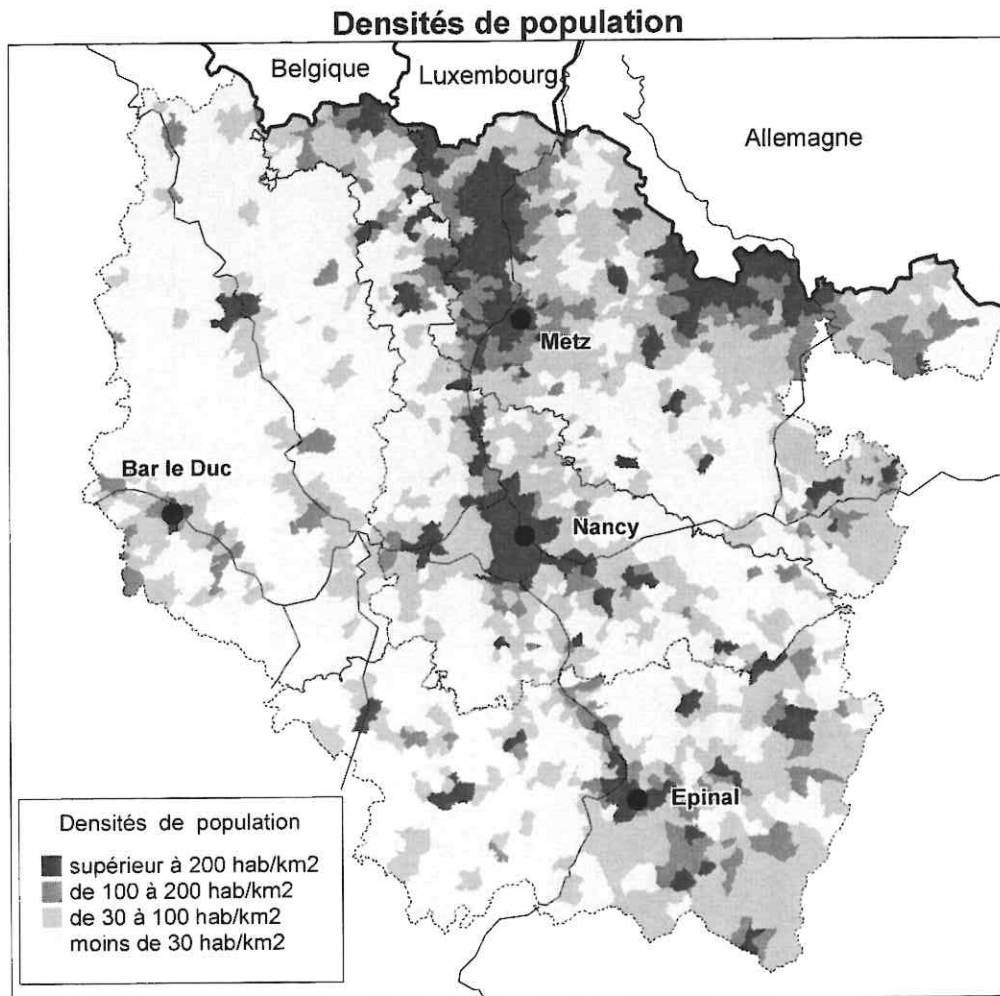 Densités de population
Belgique
Luxembourg
Allemagne
Metz
Bar le Duc
Nancy
Epinal
Densités de population
supérieur à 200 hab/km2
de 100 à 200 hab/km2
de 30 à 100 hab/km2
moins de 30 hab/km2